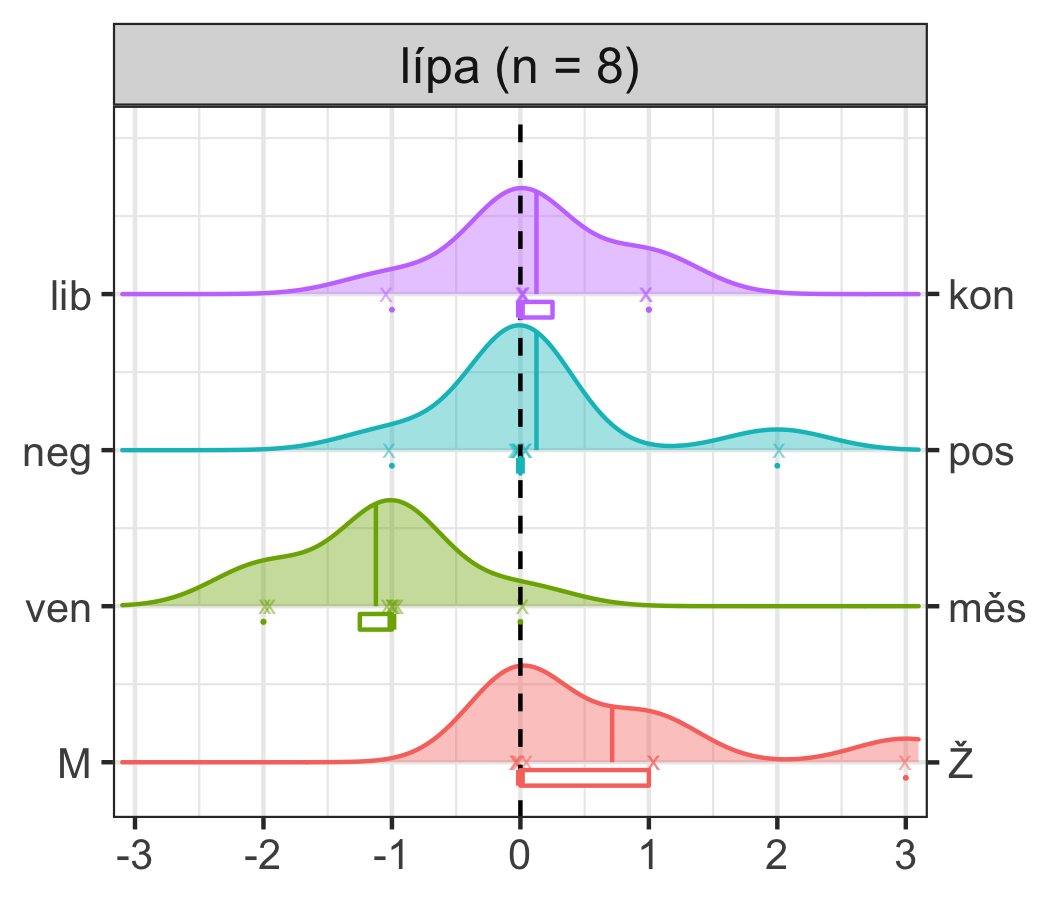 lípa (n = 8)
lib kon
neg pos
ven měs
M Ž
-3 -2 -1 0 1 2 3